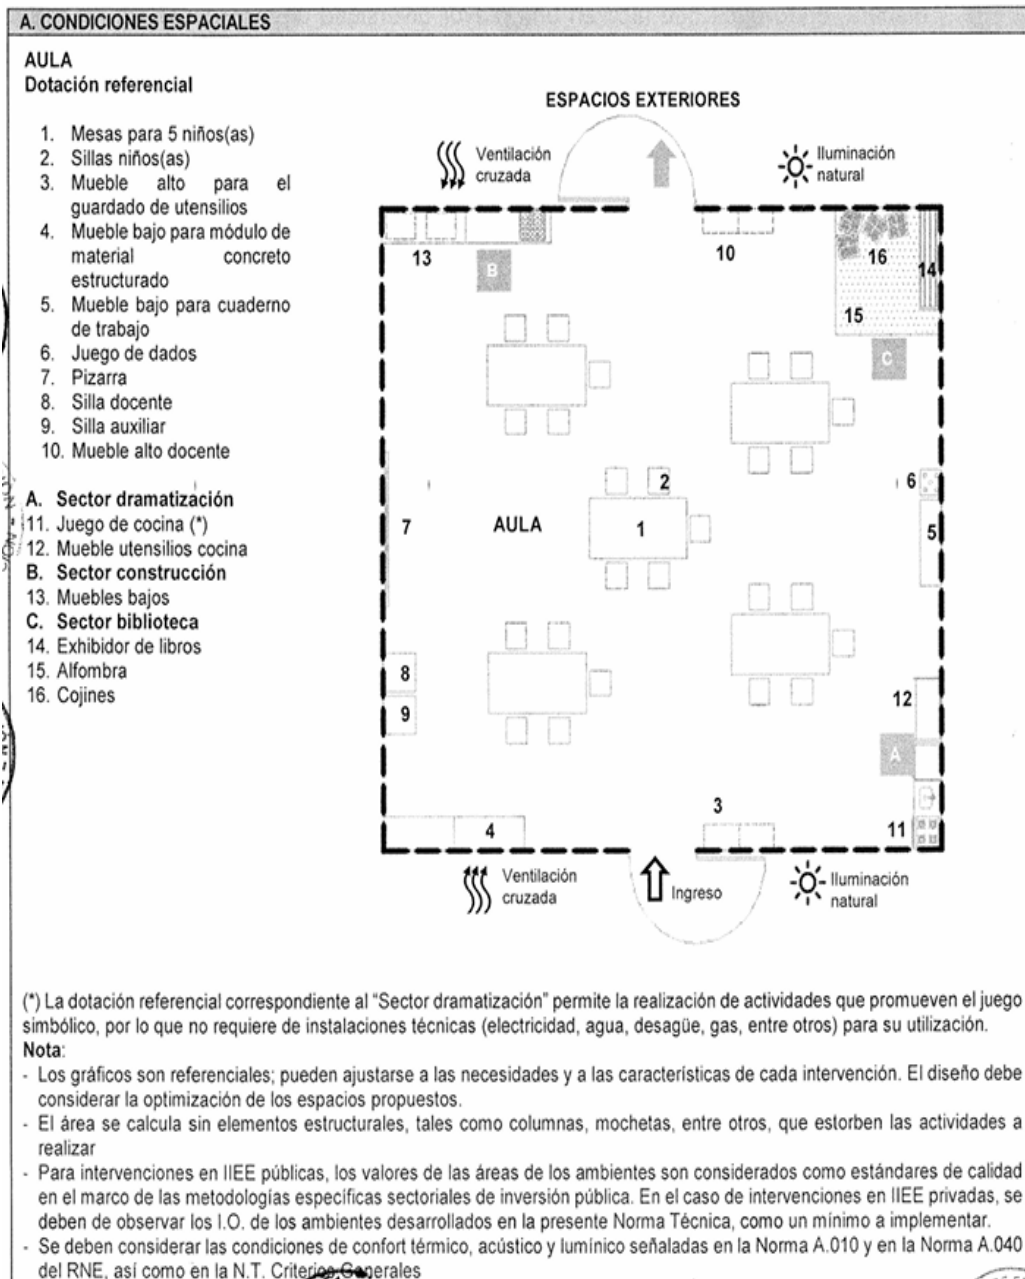 A. CONDICIONES ESPACIALES
AULA
Dotación referencial
1. Mesas para 5 niños(as)
2. Sillas niños(as)
3. Mueble alto para el
guardado de utensilios
4. Mueble bajo para módulo de
material concreto
estructurado
5. Mueble bajo para cuaderno
de trabajo
6. Juego de dados
7. Pizarra
8. Silla docente
9. Silla auxiliar
10. Mueble alto docente
A. Sector dramatización
11. Juego de cocina (*)
12. Mueble utensilios cocina
B. Sector construcción
13. Muebles bajos
C. Sector biblioteca
14. Exhibidor de libros
15. Alfombra
16. Cojines
ESPACIOS EXTERIORES
Ventilación
cruzada
Iluminación
natural
13
B
10
16
14
15
C
2
6
7
AULA
1
5
8
9
12
A
3
4
11
Ventilación
cruzada
Ingreso
Iluminación
natural
(*) La dotación referencial correspondiente al “Sector dramatización” permite la realización de actividades que promueven el juego
simbólico, por lo que no requiere de instalaciones técnicas (electricidad, agua, desagüe, gas, entre otros) para su utilización.
Nota:
- Los gráficos son referenciales; pueden ajustarse a las necesidades y a las características de cada intervención. El diseño debe
considerar la optimización de los espacios propuestos.
- El área se calcula sin elementos estructurales, tales como columnas, mochetas, entre otros, que estorben las actividades a
realizar
- Para intervenciones en IIEE públicas, los valores de las áreas de los ambientes son considerados como estándares de calidad
en el marco de las metodologías específicas sectoriales de inversión pública. En el caso de intervenciones en IIEE privadas, se
deben de observar los I.O. de los ambientes desarrollados en la presente Norma Técnica, como un mínimo a implementar.
- Se deben considerar las condiciones de confort térmico, acústico y lumínico señaladas en la Norma A.010 y en la Norma A.040
del RNE, así como en la N.T. Criterios Generales